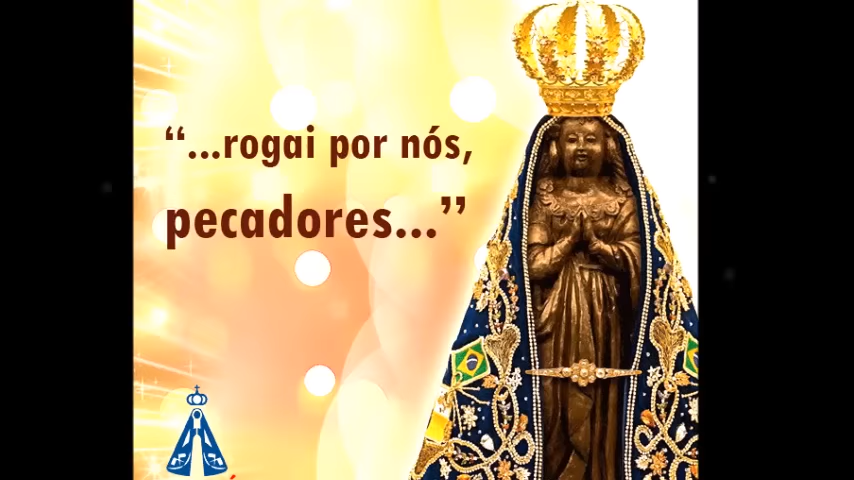 “...rogai por nós,
pecadores...”